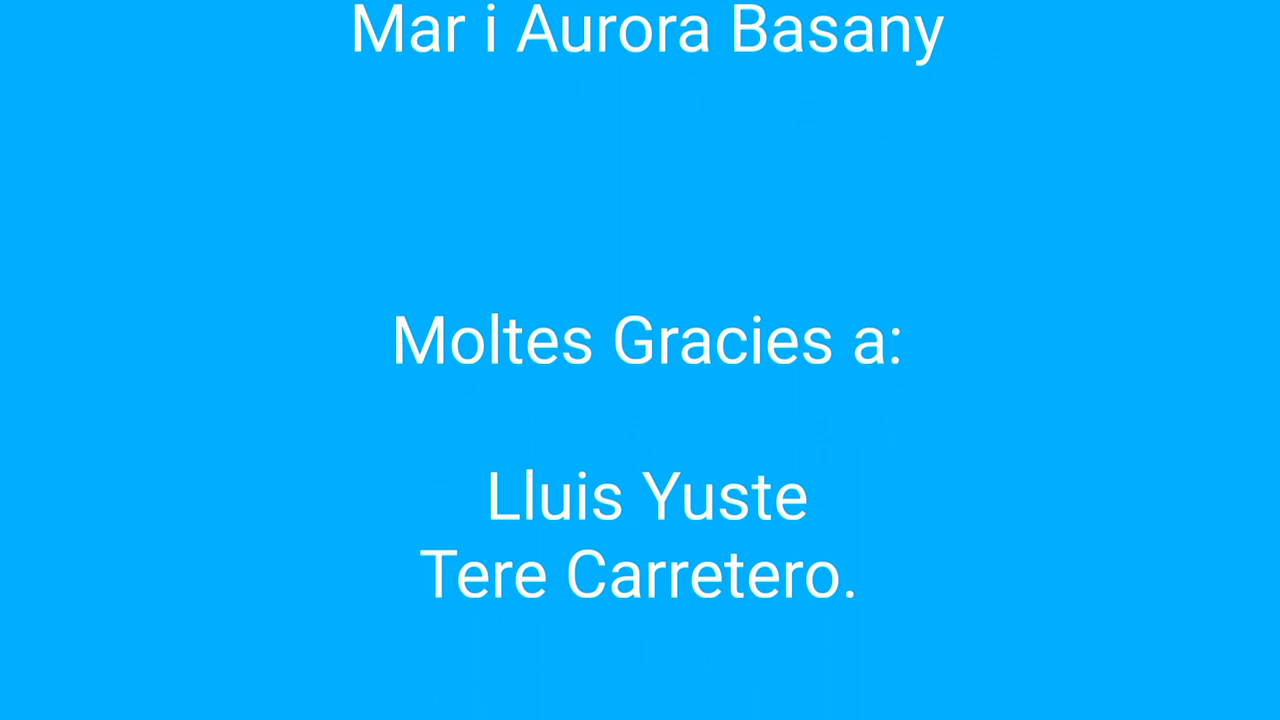 Mar i Aurora Basany
Moltes Gracies a:
Lluis Yuste
Tere Carretero.